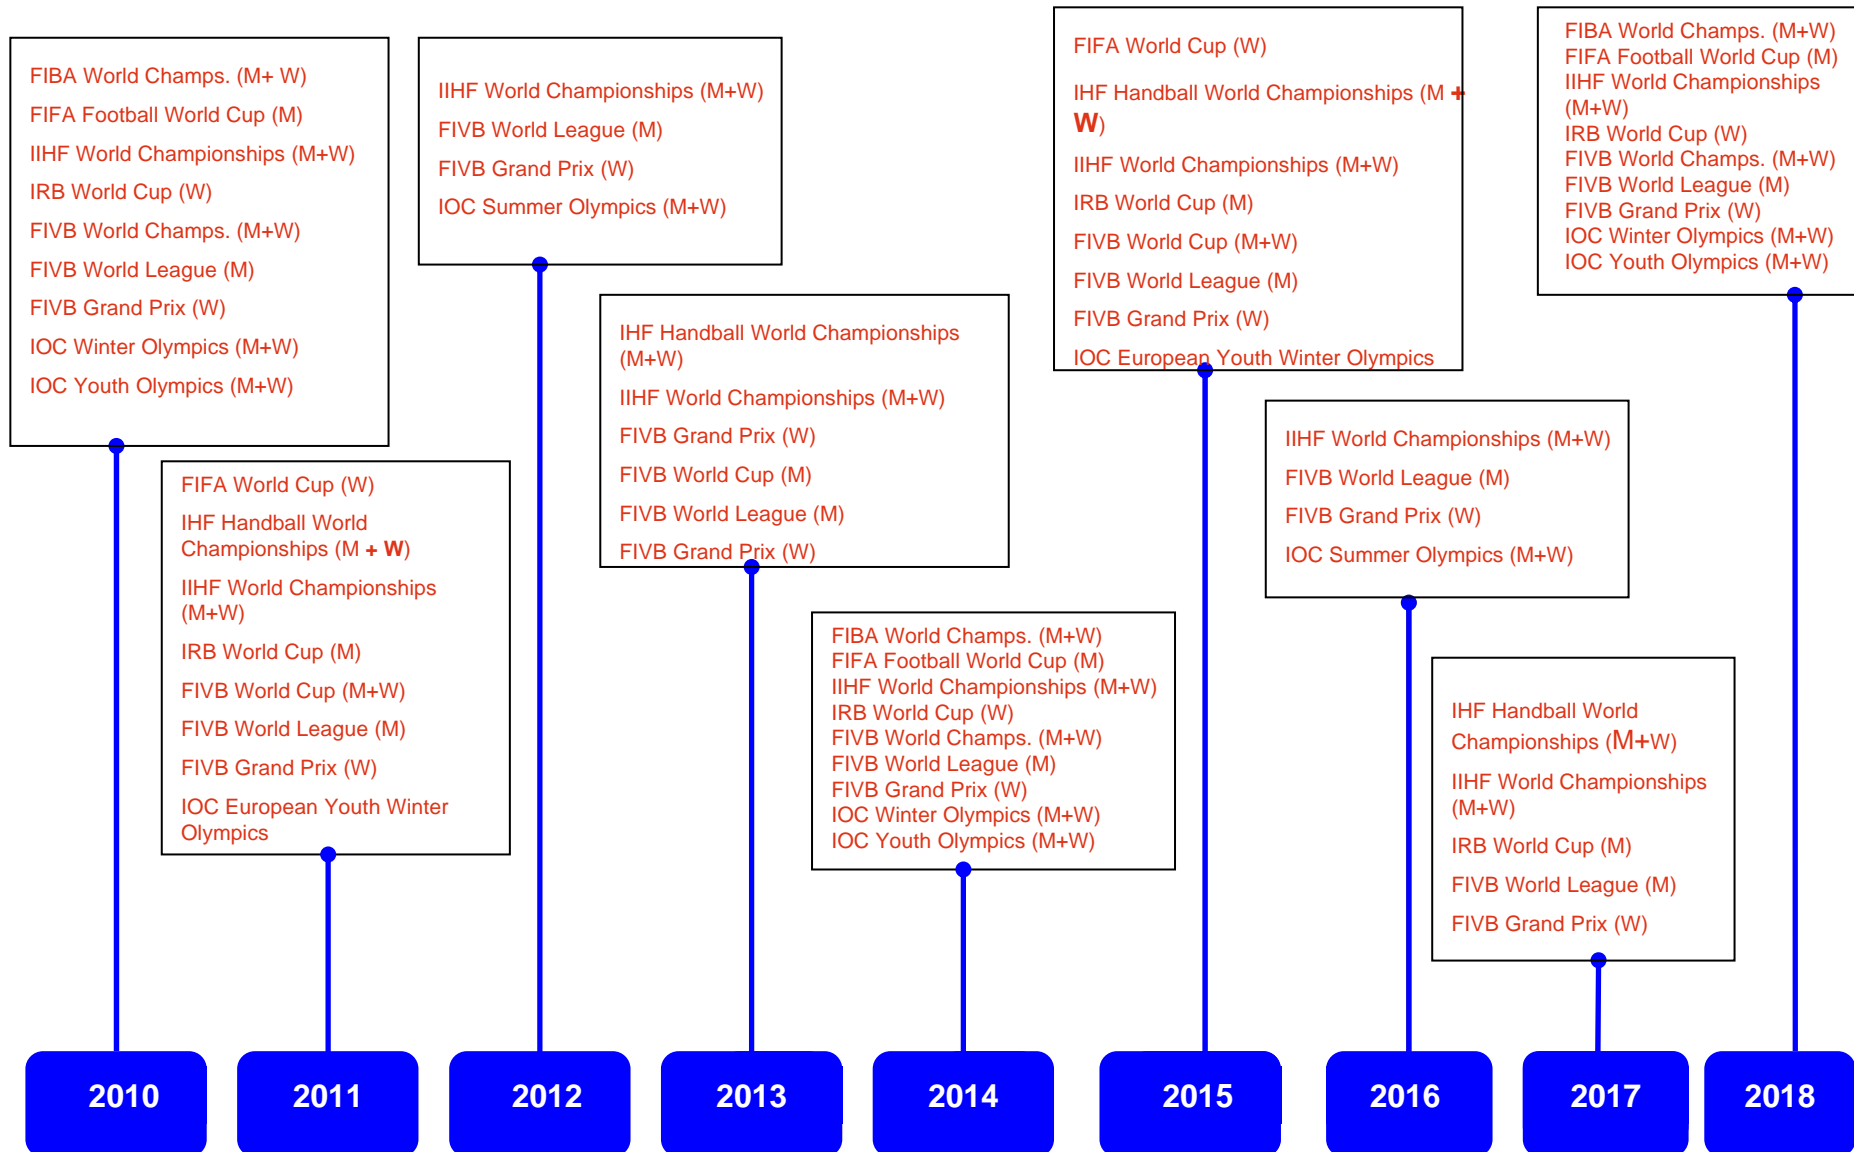 FIBA World Champs. (M+ W)
FIFA Football World Cup (M)
IIHF World Championships (M+W)
IRB World Cup (W)
FIVB World Champs. (M+W)
FIVB World League (M)
FIVB Grand Prix (W)
IOC Winter Olympics (M+W)
IOC Youth Olympics (M+W)
FIFA World Cup (W)
IHF Handball World
Championships (M + W)
IIHF World Championships
(M+W)
IRB World Cup (M)
FIVB World Cup (M+W)
FIVB World League (M)
FIVB Grand Prix (W)
IOC European Youth Winter
Olympics
IIHF World Championships (M+W)
FIVB World League (M)
FIVB Grand Prix (W)
IOC Summer Olympics (M+W)
IHF Handball World Championships
(M+W)
IIHF World Championships (M+W)
FIVB Grand Prix (W)
FIVB World Cup (M)
FIVB World League (M)
FIVB Grand Prix (W)
FIBA World Champs. (M+W)
FIFA Football World Cup (M)
IIHF World Championships (M+W)
IRB World Cup (W)
FIVB World Champs. (M+W)
FIVB World League (M)
FIVB Grand Prix (W)
IOC Winter Olympics (M+W)
IOC Youth Olympics (M+W)
FIFA World Cup (W)
IHF Handball World Championships (M +
W)
IIHF World Championships (M+W)
IRB World Cup (M)
FIVB World Cup (M+W)
FIVB World League (M)
FIVB Grand Prix (W)
IOC European Youth Winter Olympics
IIHF World Championships (M+W)
FIVB World League (M)
FIVB Grand Prix (W)
IOC Summer Olympics (M+W)
IHF Handball World
Championships (M+W)
IIHF World Championships
(M+W)
IRB World Cup (M)
FIVB World League (M)
FIVB Grand Prix (W)
FIBA World Champs. (M+W)
FIFA Football World Cup (M)
IIHF World Championships
(M+W)
IRB World Cup (W)
FIVB World Champs. (M+W)
FIVB World League (M)
FIVB Grand Prix (W)
IOC Winter Olympics (M+W)
IOC Youth Olympics (M+W)
2010
2011
2012
2013
2014
2015
2016
2017
2018